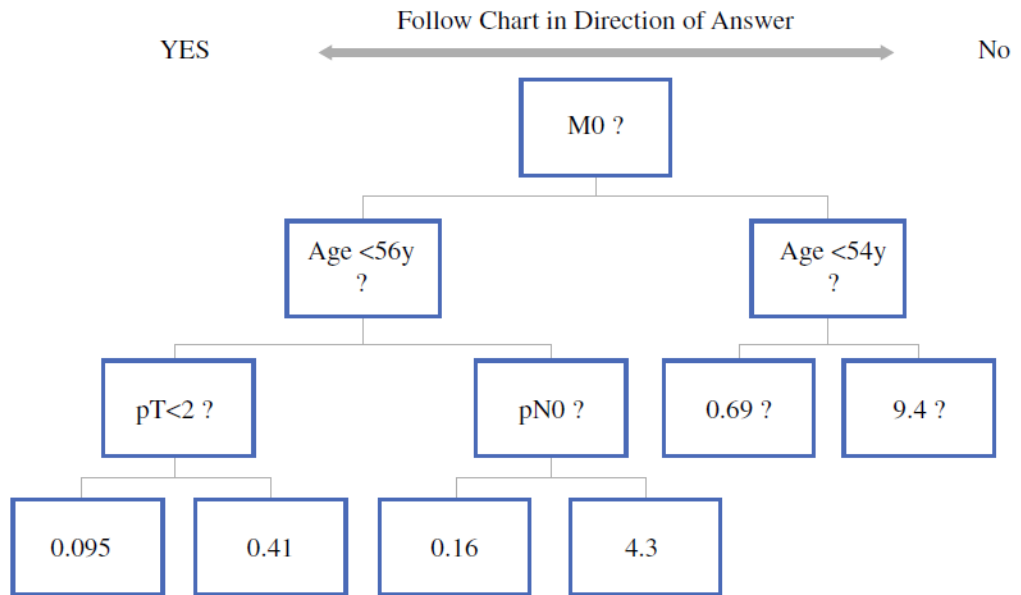 Follow Chart in Direction of Answer
YES
No
M0 ?
Age <56y
?
Age <54y
?
pT<2 ?
pN0 ?
0.69 ?
9.4 ?
0.095
0.41
0.16
4.3